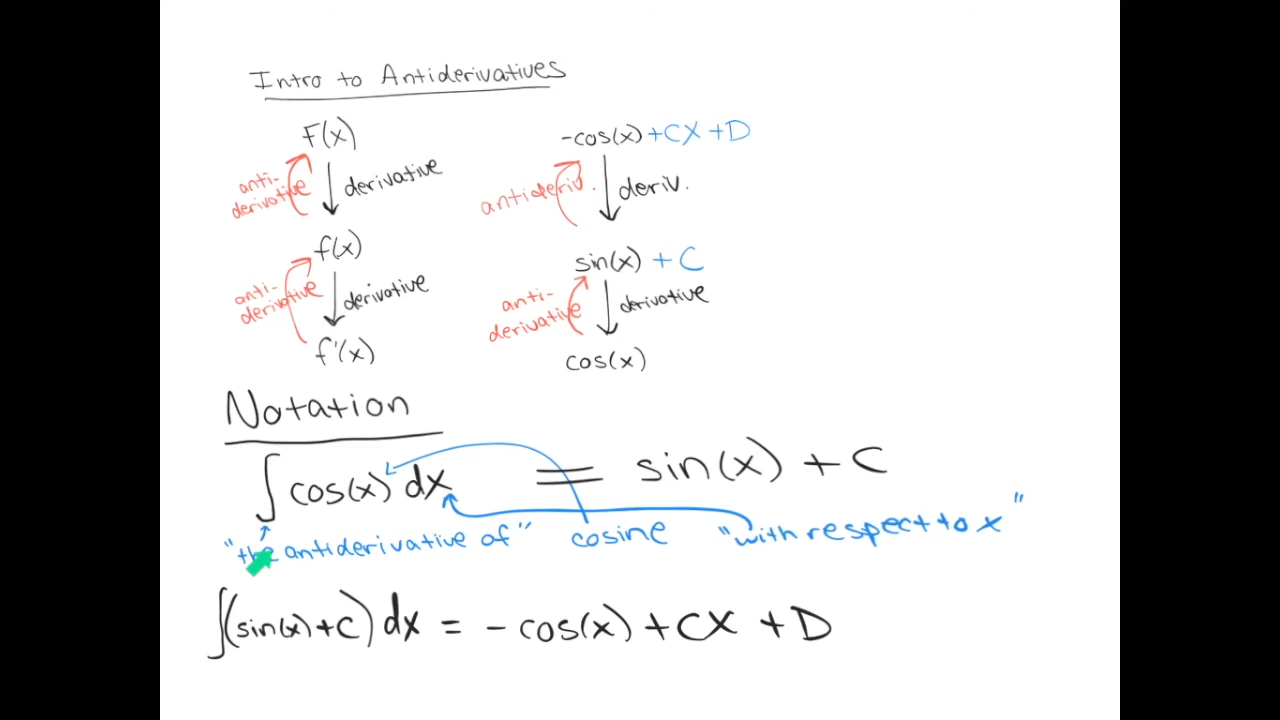 Intro to Antiderivatives
F(x)
anti-
derivative
derivative
f(x)
anti-
derivative
derivative
f'(x)
-cos(x) + CX + D
antideriv.
deriv.
sin(x) + C
anti-
derivative
derivative
cos(x)
Notation
∫ cos(x) dx = sin(x) + C
"the antiderivative of" cosine "with respect to x"
∫(sin(x) + C) dx = - cos(x) + CX + D